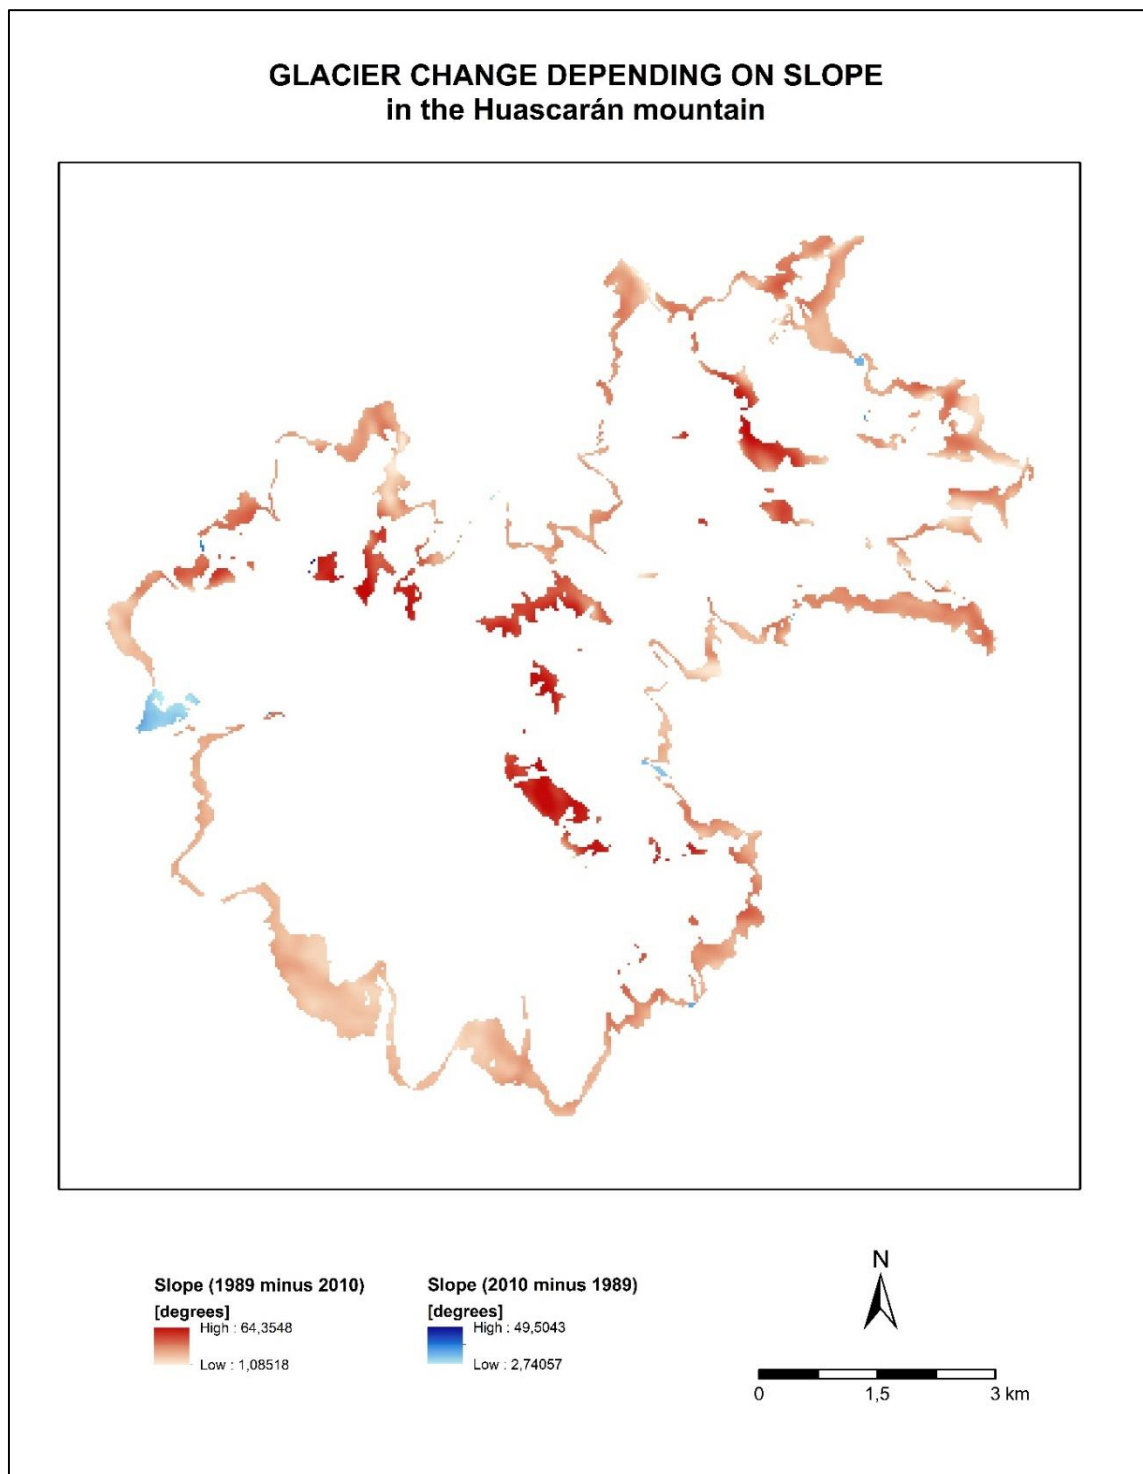 GLACIER CHANGE DEPENDING ON SLOPE
in the Huascarán mountain
Slope (1989 minus 2010)
[degrees]
High : 64,3548
Low : 1,08518
Slope (2010 minus 1989)
[degrees]
High : 49,5043
Low : 2,74057
N
0 1,5 3 km